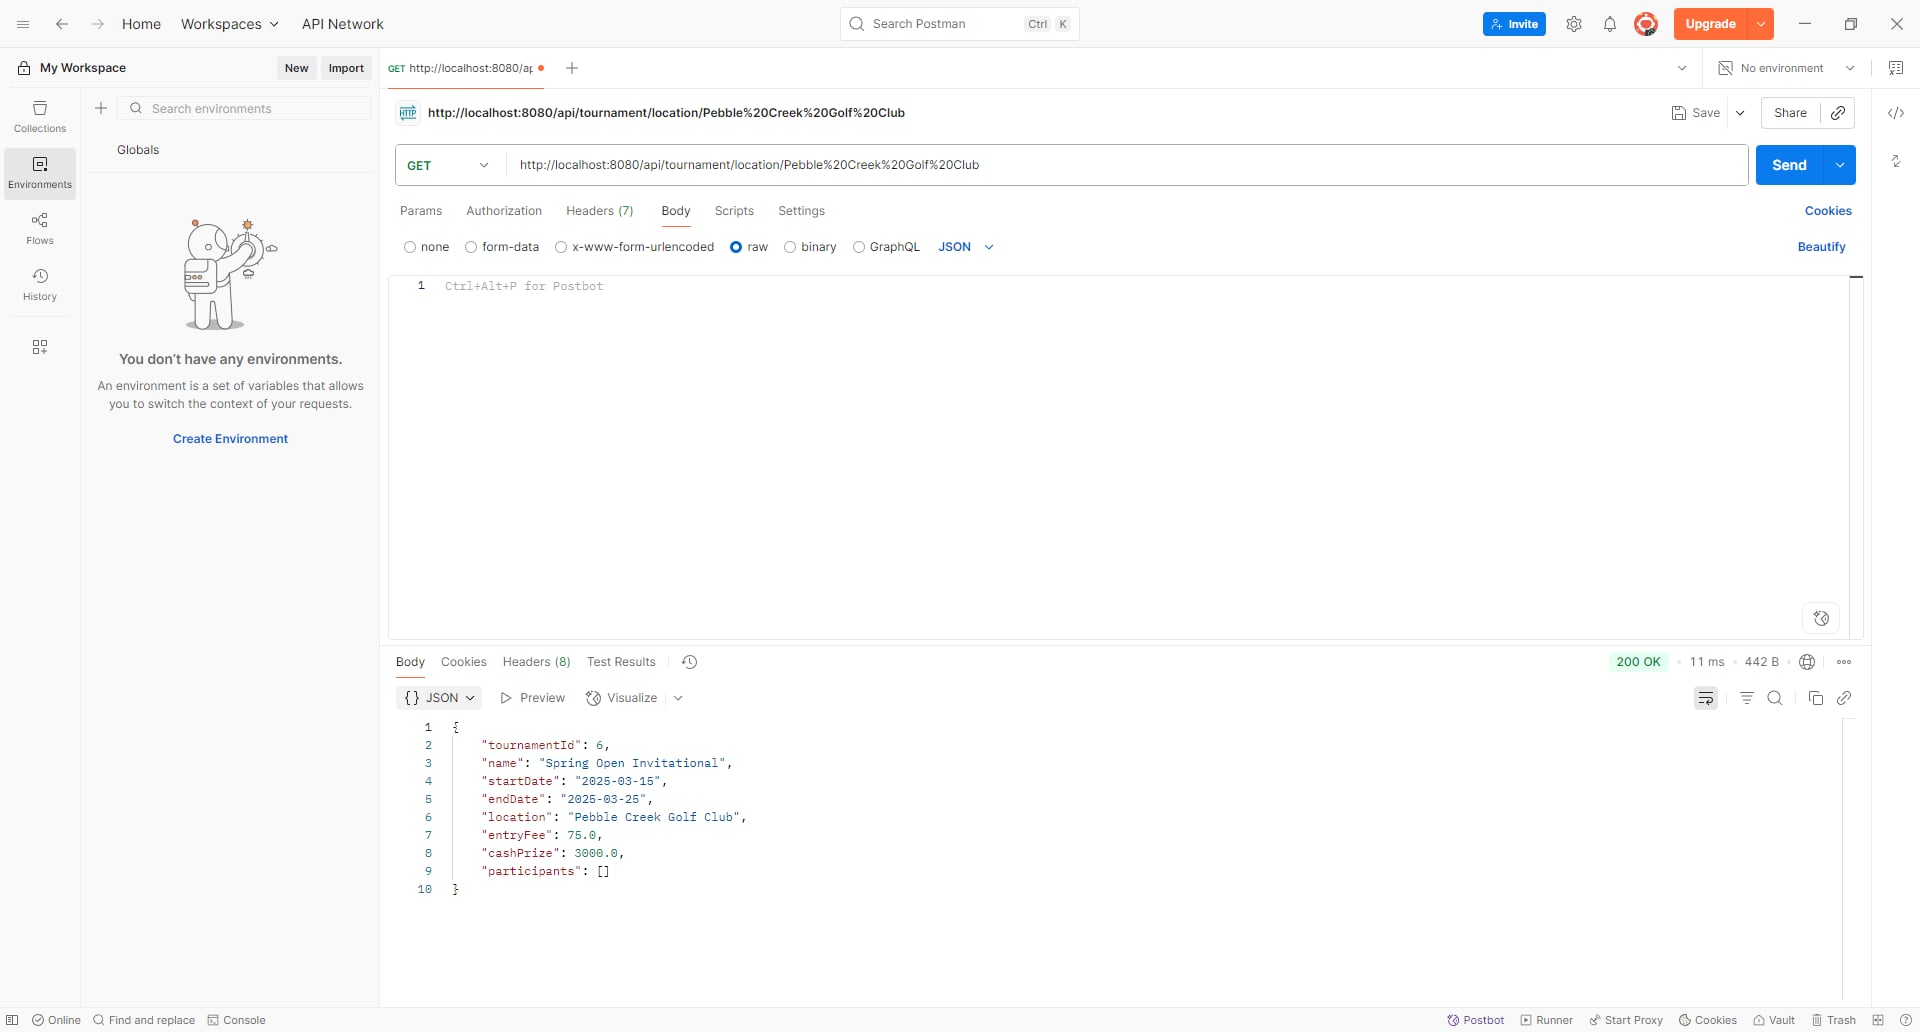 Home Workspaces API Network Search Postman Ctrl K Invite Upgrade
My Workspace New Import GET http://localhost:8080/ap No environment
Search environments
Globals
Collections
Environments
Flows
History
You don't have any environments.
An environment is a set of variables that allows
you to switch the context of your requests.
Create Environment
HTTP http://localhost:8080/api/tournament/location/Pebble%20Creek%20Golf%20Club Save Share
GET http://localhost:8080/api/tournament/location/Pebble%20Creek%20Golf%20Club Send
Params Authorization Headers (7) Body Scripts Settings Cookies
none form-data x-www-form-urlencoded raw binary GraphQL JSON Beautify
1 Ctrl+Alt+P for Postbot
Body Cookies Headers (8) Test Results 200 OK 11 ms 442 B
{} JSON Preview Visualize
1 {
2 "tournamentId": 6,
3 "name": "Spring Open Invitational",
4 "startDate": "2025-03-15",
5 "endDate": "2025-03-25",
6 "location": "Pebble Creek Golf Club",
7 "entryFee": 75.0,
8 "cashPrize": 3000.0,
9 "participants": []
10 }
Online Find and replace Console Postbot Runner Start Proxy Cookies Vault Trash